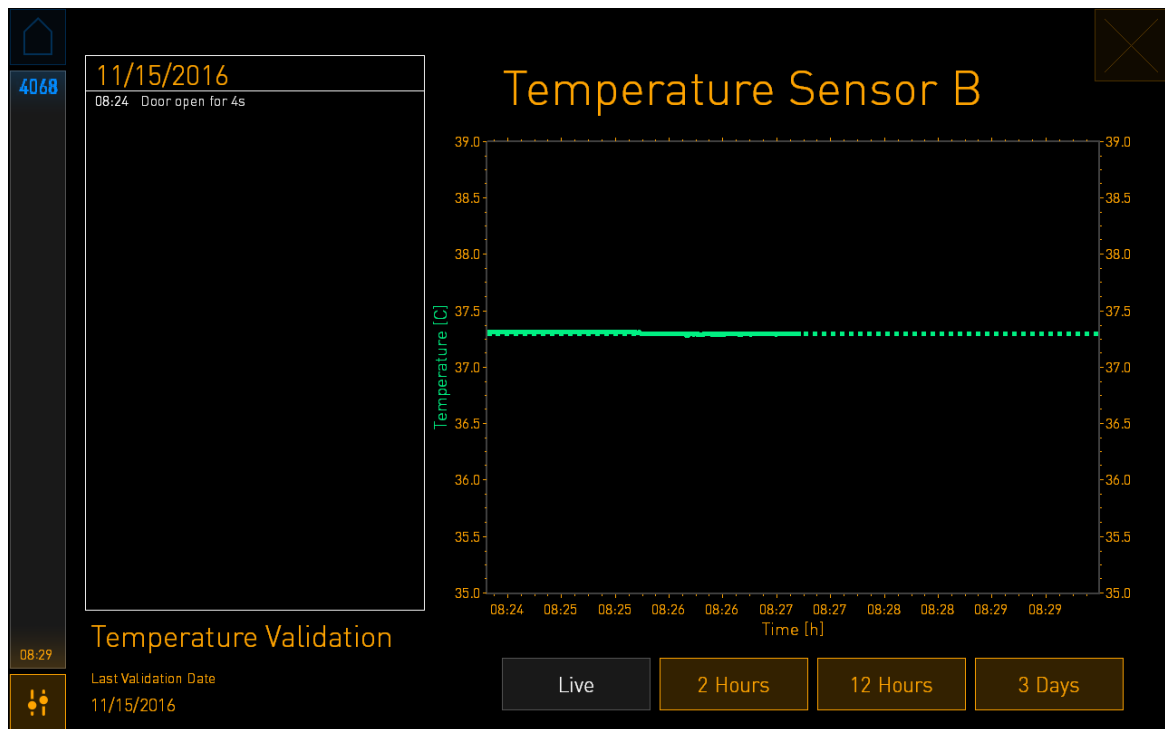 4068
11/15/2016
08:24 Door open for 4s
Temperature Sensor B
39.0 39.0
38.5 38.5
38.0 38.0
37.5 37.5
37.0 37.0
36.5 36.5
36.0 36.0
35.5 35.5
35.0 35.0
Temperature [C]
08:24 08:25 08:25 08:26 08:26 08:27 08:27 08:28 08:28 08:29 08:29
Time [h]
Temperature Validation
08:29
Last Validation Date
11/15/2016
Live 2 Hours 12 Hours 3 Days